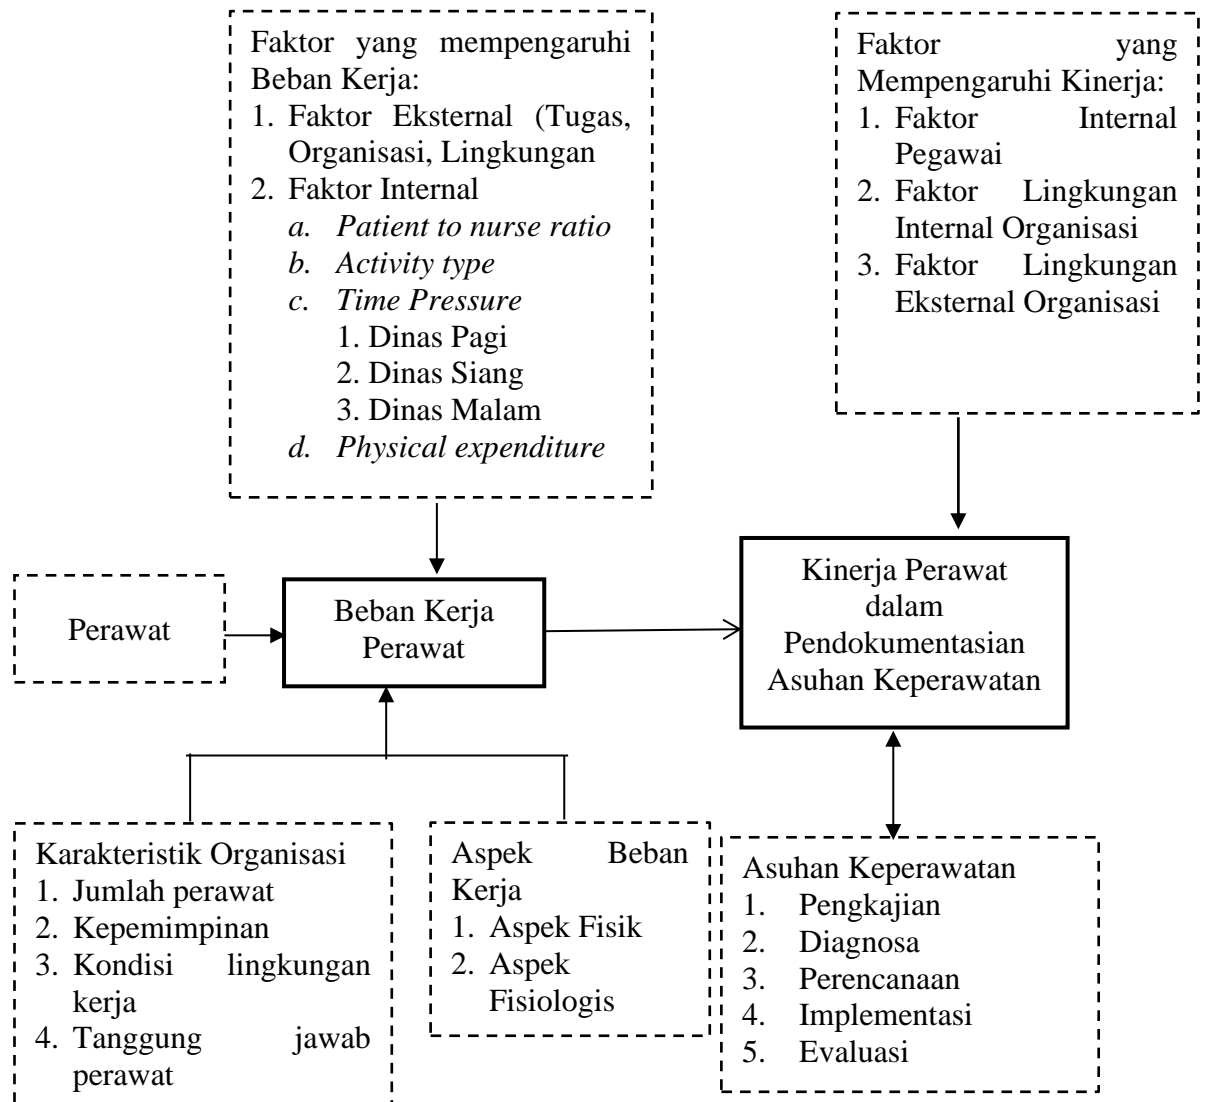 Faktor yang mempengaruhi
Beban Kerja:
1. Faktor Eksternal (Tugas,
Organisasi, Lingkungan
2. Faktor Internal
a. Patient to nurse ratio
b. Activity type
c. Time Pressure
1. Dinas Pagi
2. Dinas Siang
3. Dinas Malam
d. Physical expenditure
Faktor yang
Mempengaruhi Kinerja:
1. Faktor Internal
Pegawai
2. Faktor Lingkungan
Internal Organisasi
3. Faktor Lingkungan
Eksternal Organisasi
Perawat
Beban Kerja
Perawat
Kinerja Perawat
dalam
Pendokumentasian
Asuhan Keperawatan
Karakteristik Organisasi
1. Jumlah perawat
2. Kepemimpinan
3. Kondisi lingkungan
kerja
4. Tanggung jawab
perawat
Aspek Beban
Kerja
1. Aspek Fisik
2. Aspek
Fisiologis
Asuhan Keperawatan
1. Pengkajian
2. Diagnosa
3. Perencanaan
4. Implementasi
5. Evaluasi